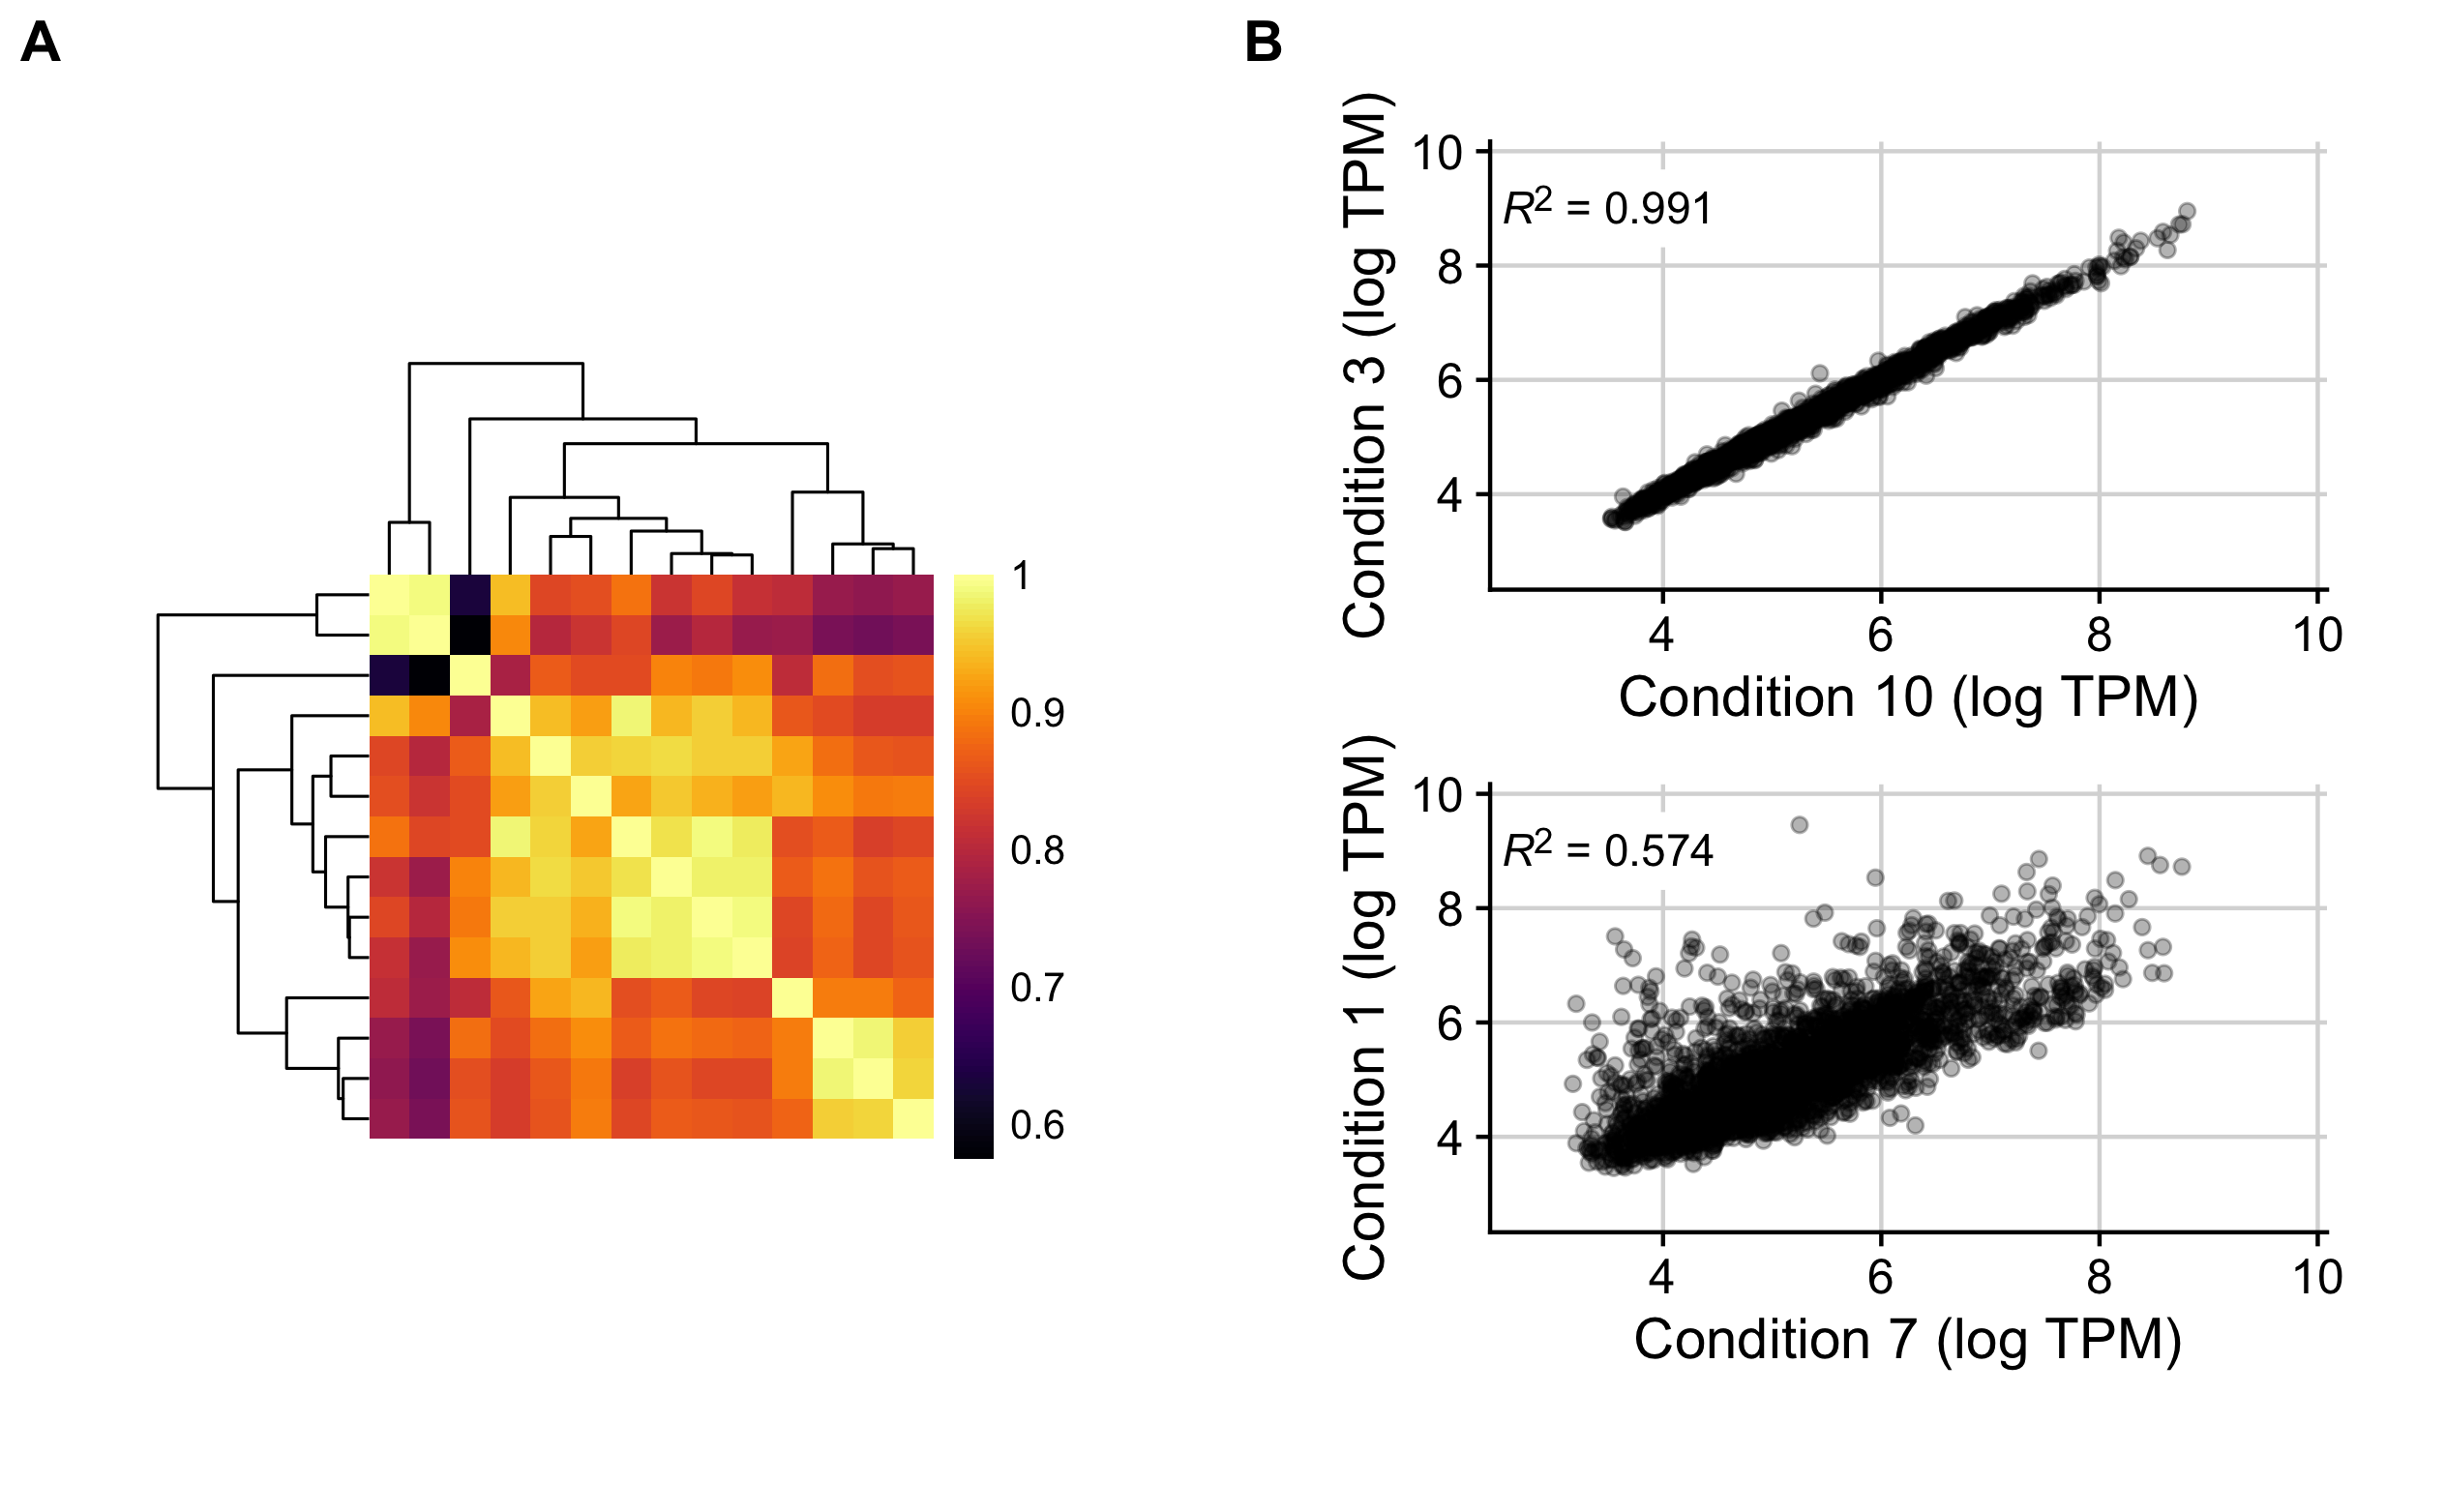 A
1
0.9
0.8
0.7
0.6
B
Condition 3 (log TPM)
10
8
6
4
R² = 0.991
4 6 8 10
Condition 10 (log TPM)
Condition 1 (log TPM)
10
8
6
4
R² = 0.574
4 6 8 10
Condition 7 (log TPM)